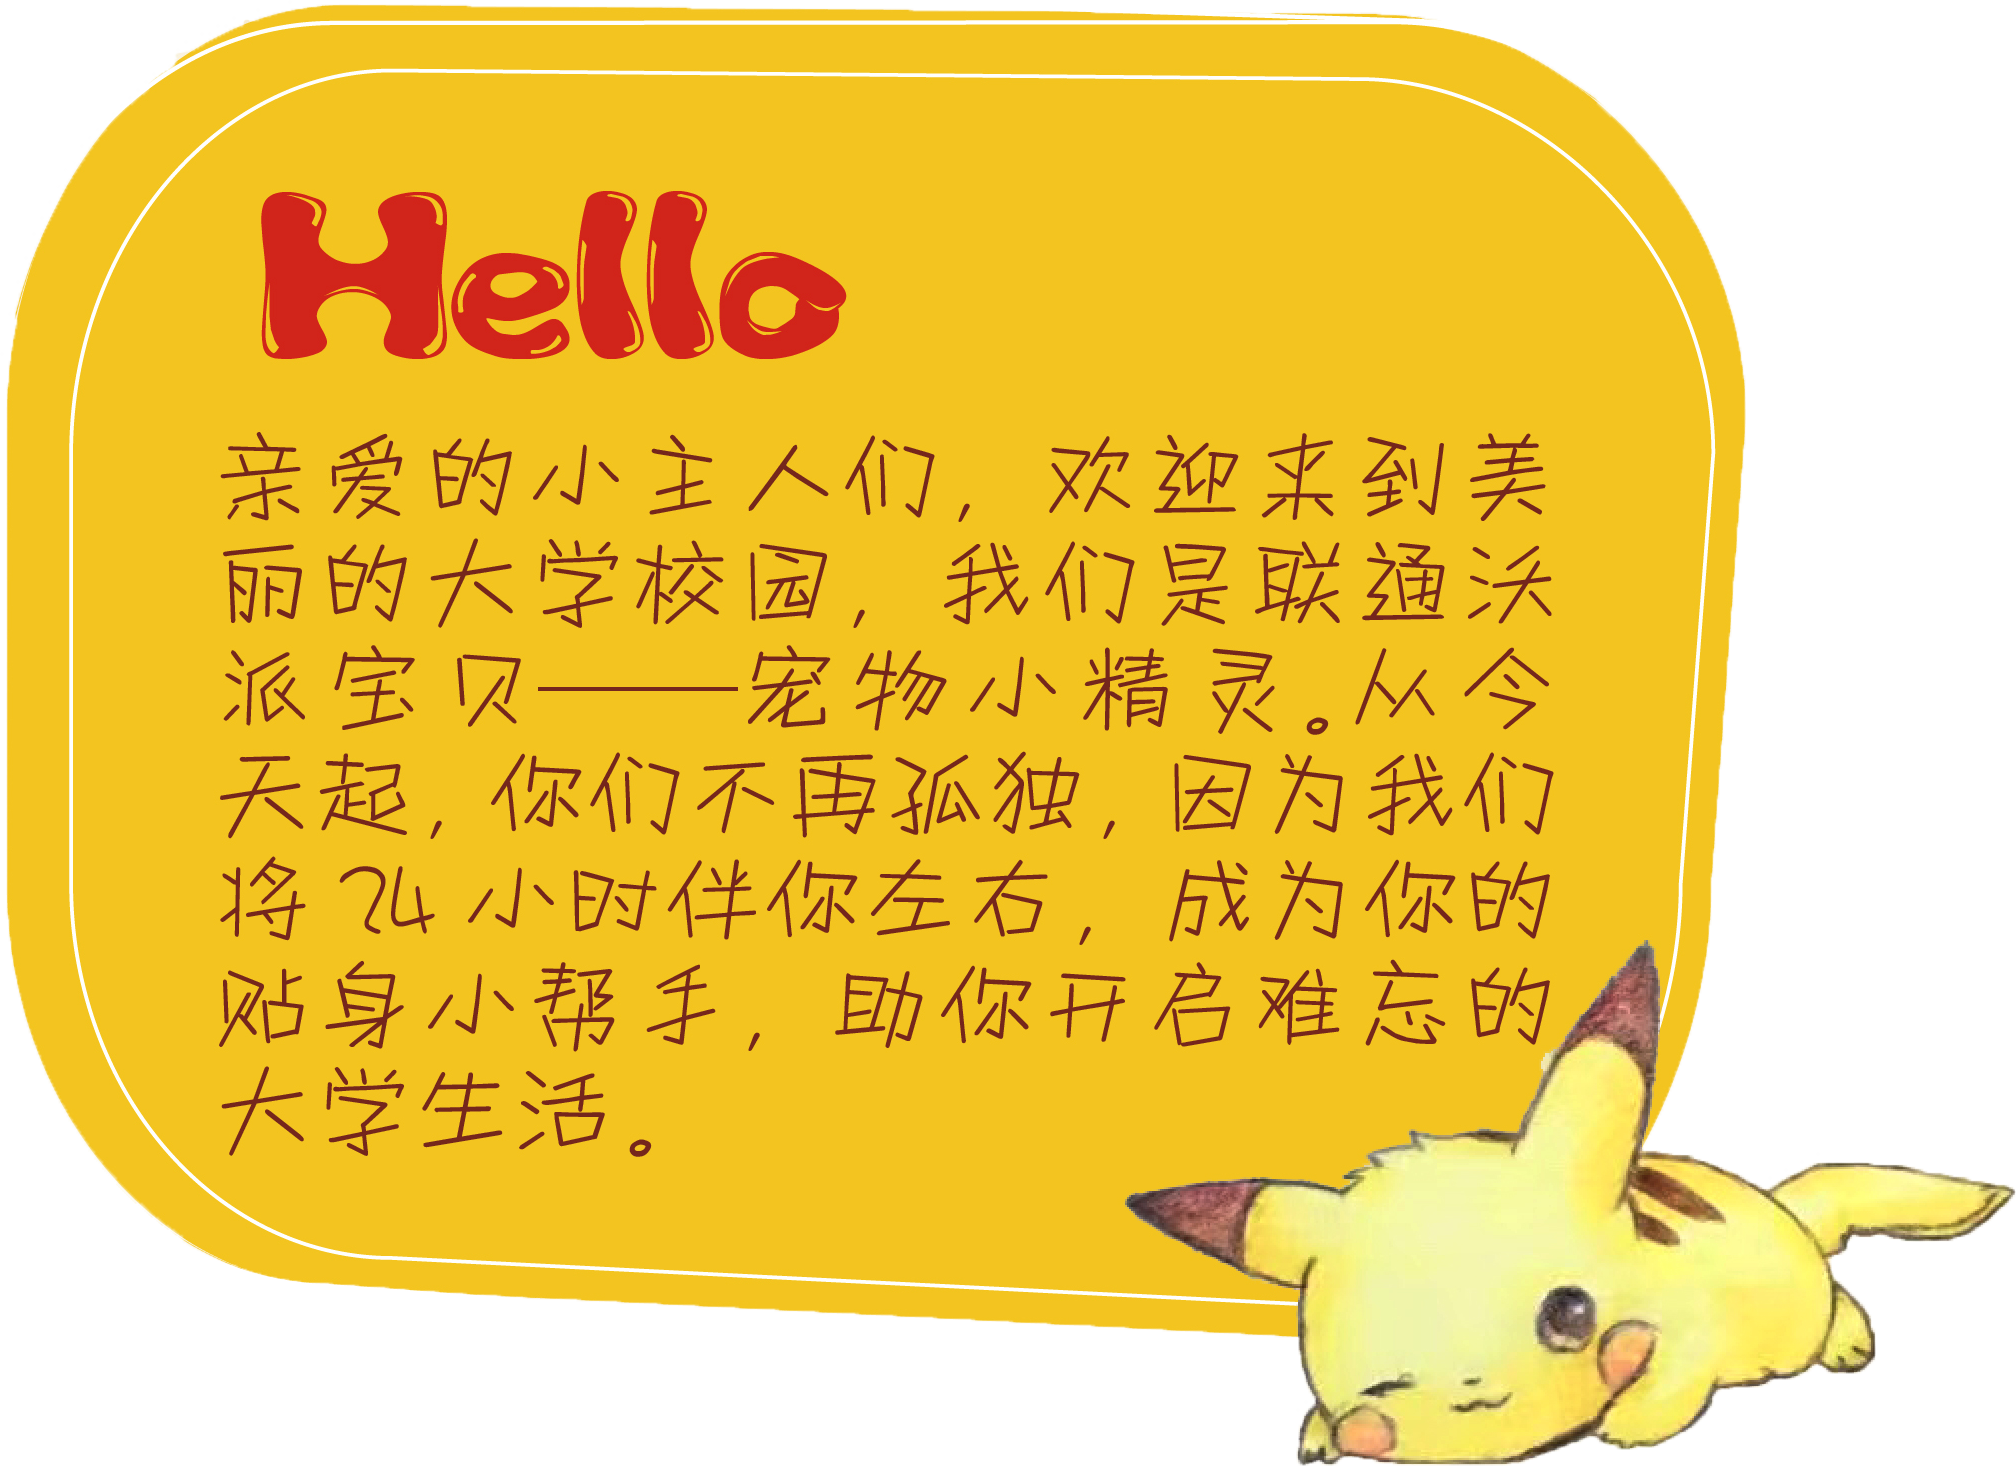 Hello
亲爱的小主人们，欢迎来到美
丽的大学校园，我们是联通沃
派宝贝——宠物小精灵。从今
天起，你们不再孤独，因为我们
将24小时伴你左右，成为你的
贴身小帮手，助你开启难忘的
大学生活。